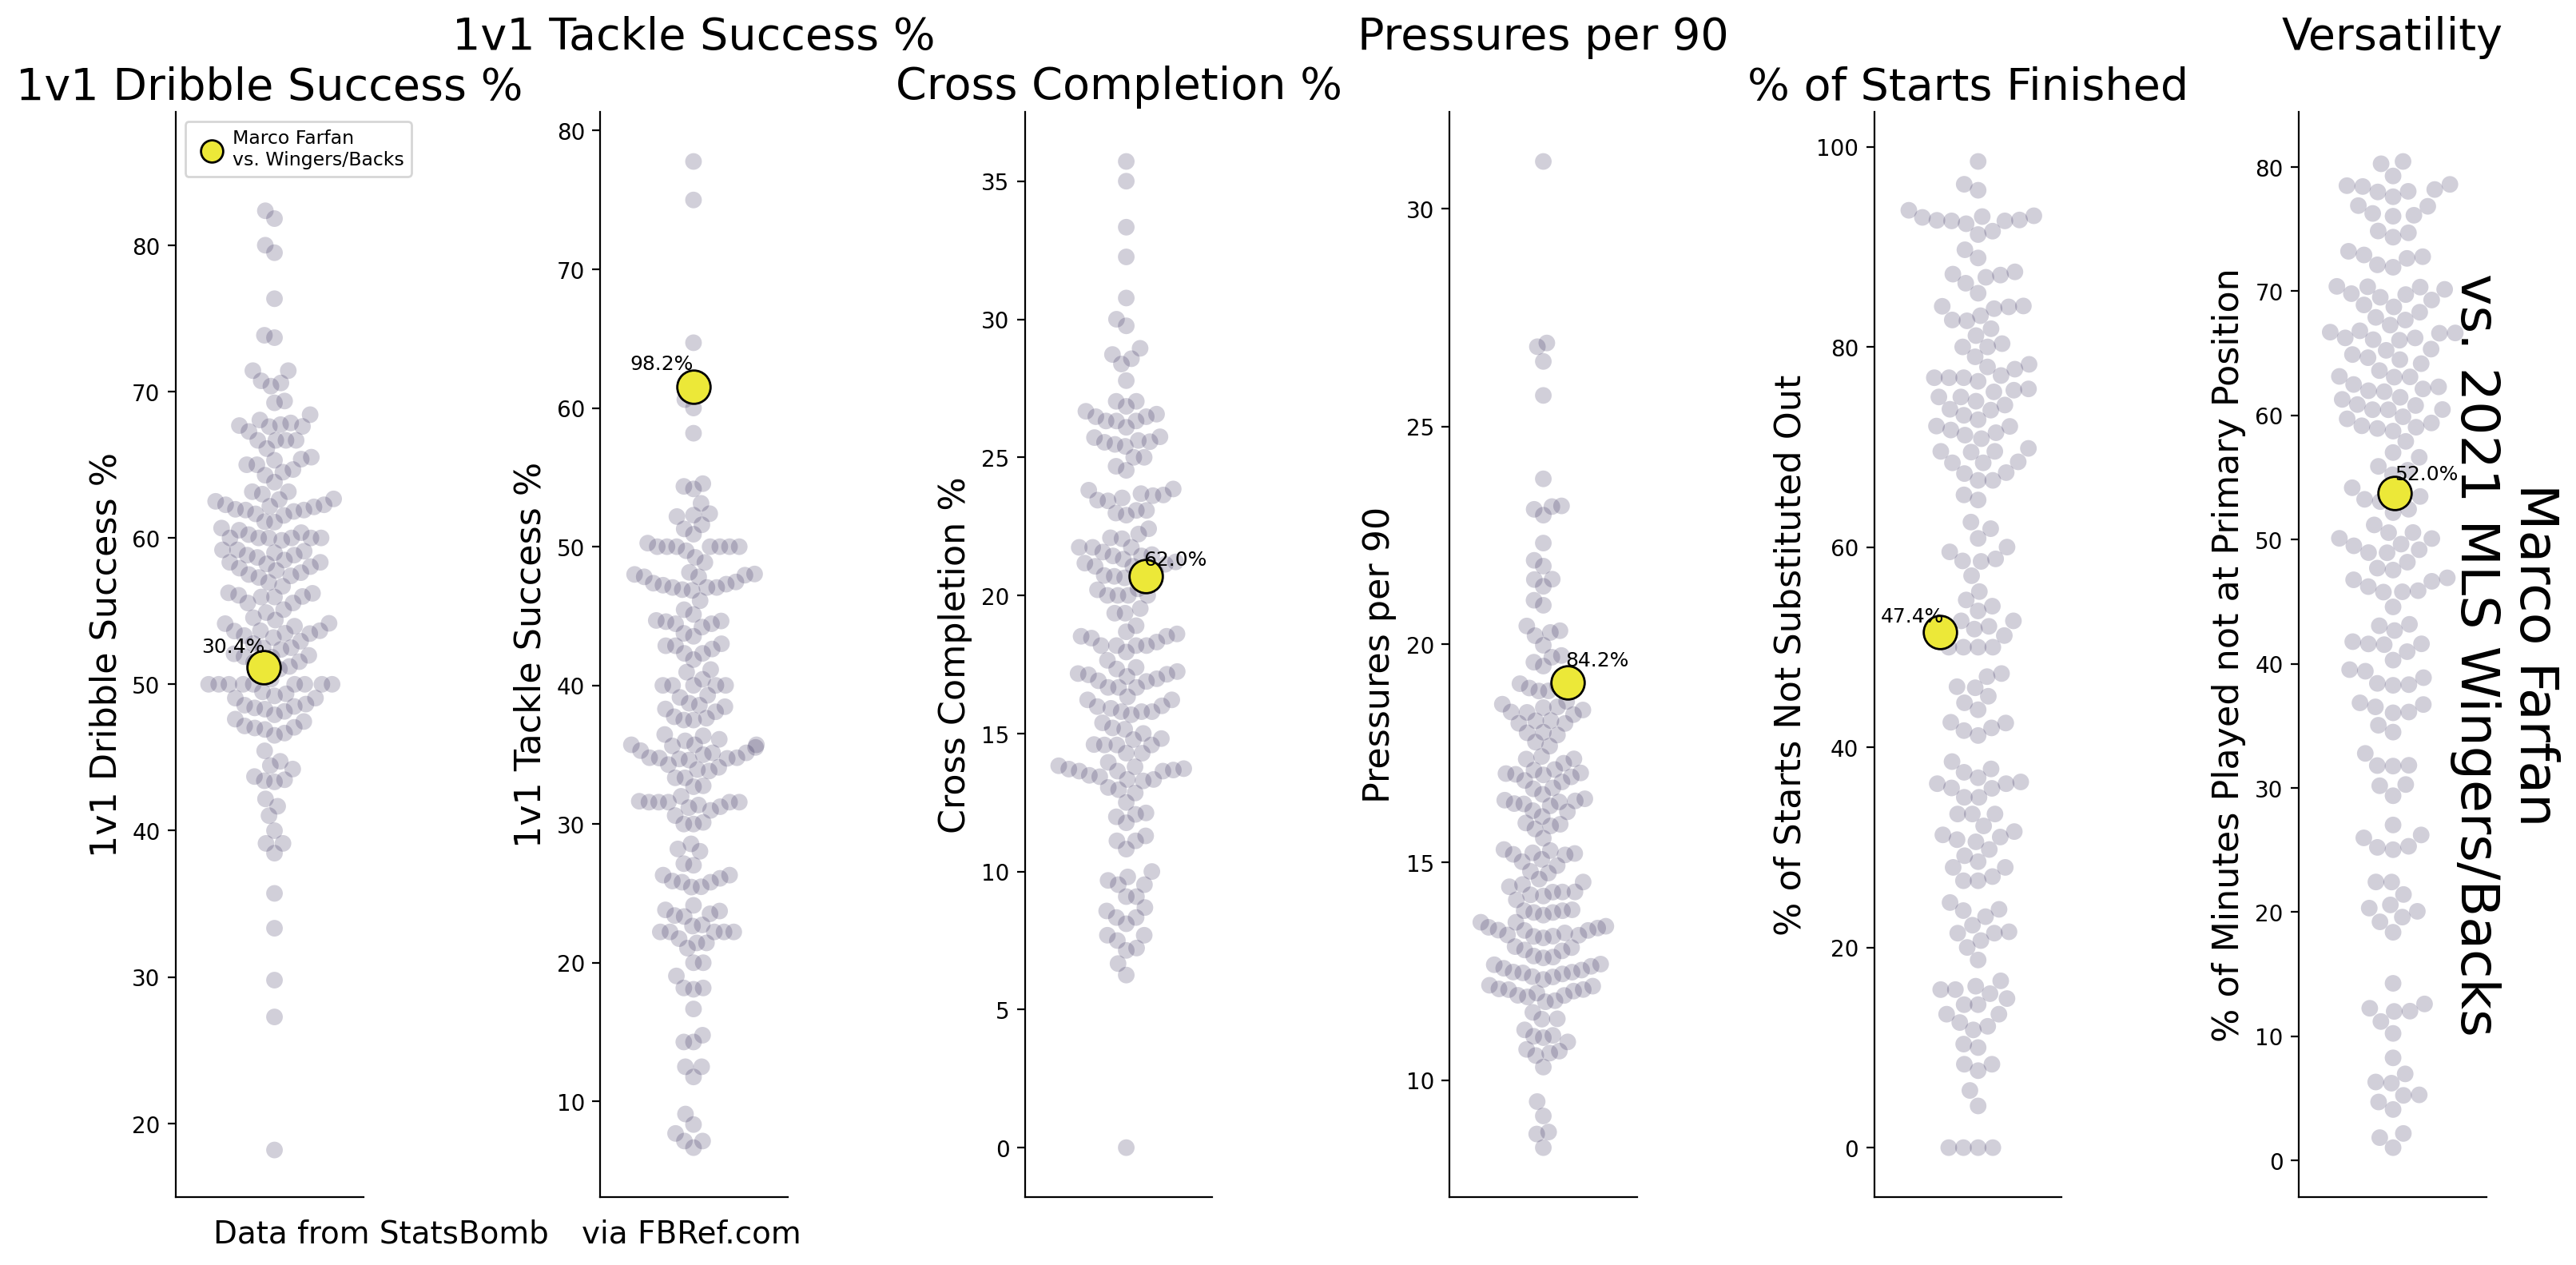 1v1 Tackle Success %
Pressures per 90
Versatility
1v1 Dribble Success %
Cross Completion %
% of Starts Finished
Marco Farfan
vs. Wingers/Backs
1v1 Dribble Success %
80
70
60
50
40
30
20
30.4%
1v1 Tackle Success %
80
70
60
50
40
30
20
10
98.2%
Cross Completion %
35
30
25
20
15
10
5
0
62.0%
Pressures per 90
30
25
20
15
10
84.2%
% of Starts Not Substituted Out
100
80
60
40
20
0
47.4%
% of Minutes Played not at Primary Position
80
70
60
50
40
30
20
10
0
52.0%
Marco Farfan
vs. 2021 MLS Wingers/Backs
Data from StatsBomb via FBRef.com